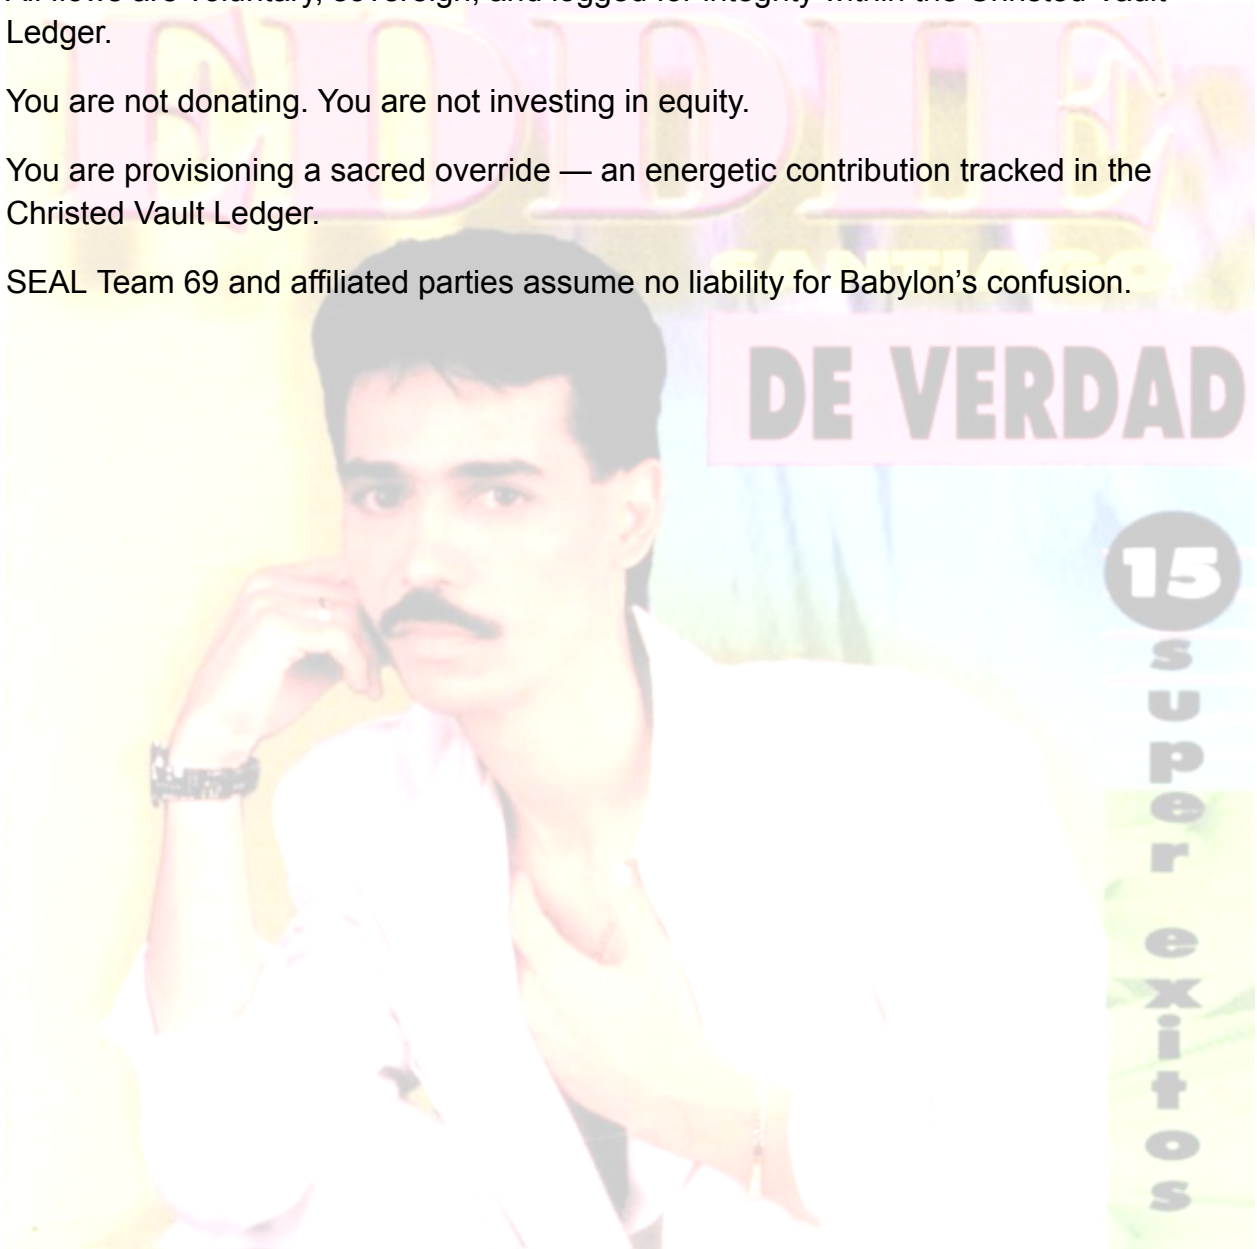 All flows are voluntary, sovereign, and logged for integrity within the Christed Vault
Ledger.
You are not donating. You are not investing in equity.
You are provisioning a sacred override — an energetic contribution tracked in the
Christed Vault Ledger.
SEAL Team 69 and affiliated parties assume no liability for Babylon’s confusion.
EDDIE
SANTIAGO
DE VERDAD
15
super
exitos